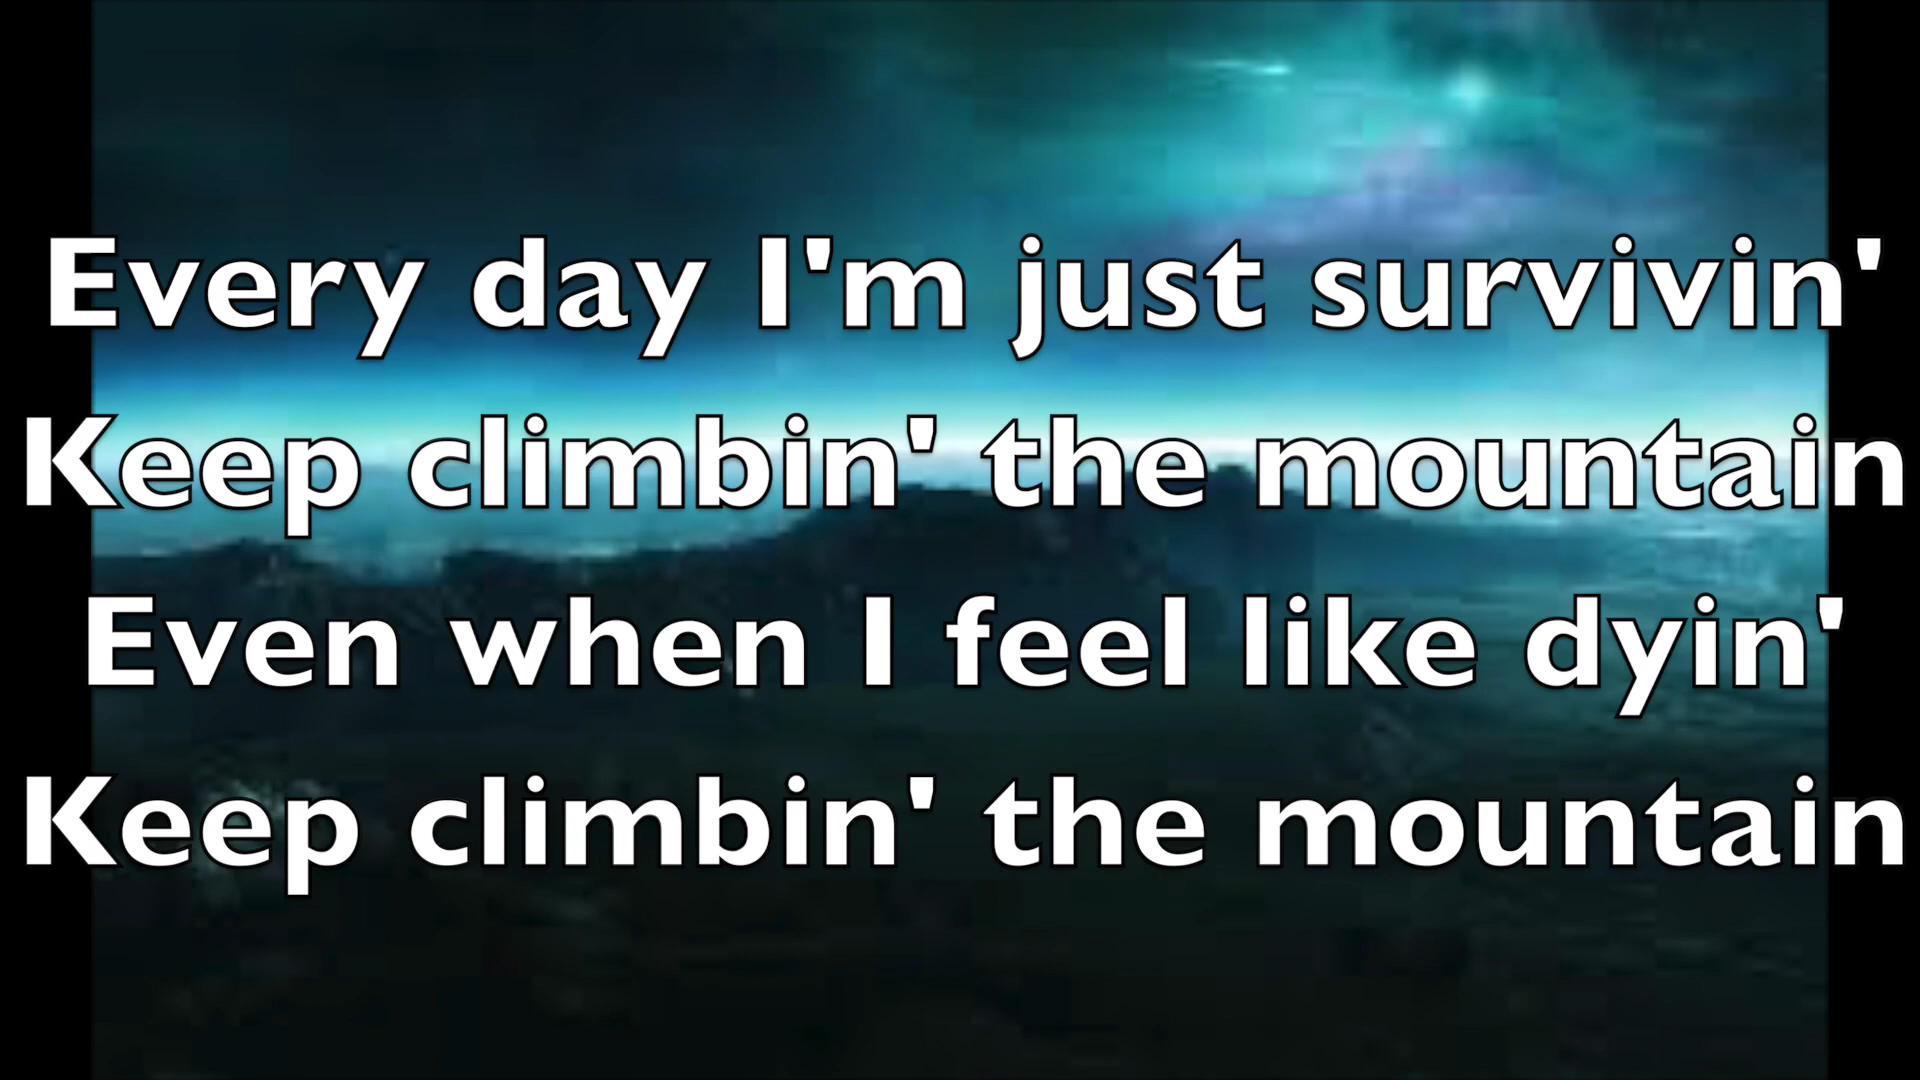 Every day I'm just survivin'
Keep climbin' the mountain
Even when I feel like dyin'
Keep climbin' the mountain